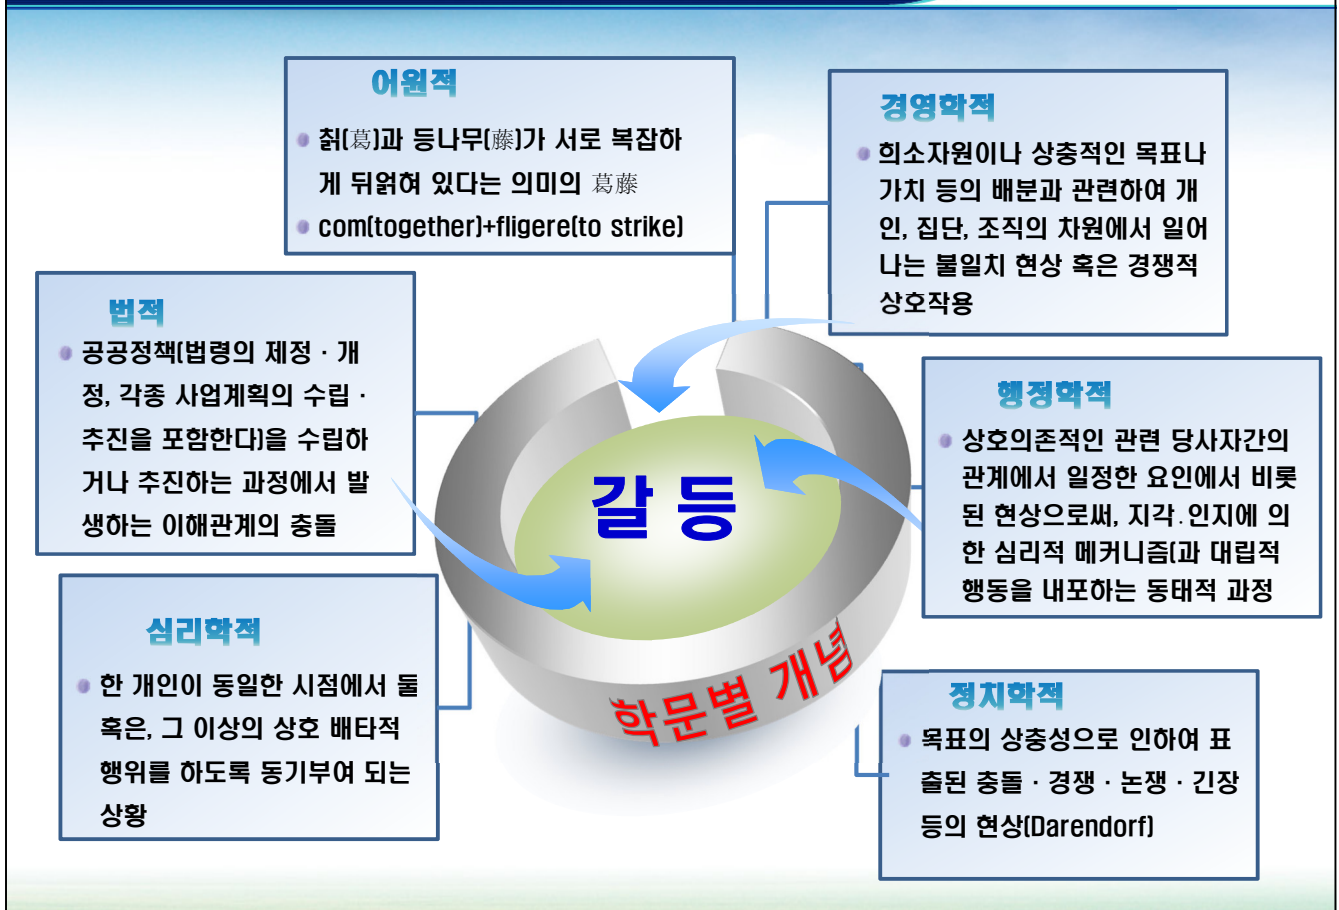 어원적
칡(葛)과 등나무(藤)가 서로 복잡하
게 뒤얽혀 있다는 의미의 葛藤
com(together)+fligere(to strike)
경영학적
희소자원이나 상충적인 목표나
가치 등의 배분과 관련하여 개
인, 집단, 조직의 차원에서 일어
나는 불일치 현상 혹은 경쟁적
상호작용
법적
공공정책(법령의 제정 · 개
정, 각종 사업계획의 수립 ·
추진을 포함한다)을 수립하
거나 추진하는 과정에서 발
생하는 이해관계의 충돌
행정학적
상호의존적인 관련 당사자간의
관계에서 일정한 요인에서 비롯
된 현상으로써, 지각.인지에 의
한 심리적 메커니즘(과 대립적
행동을 내포하는 동태적 과정
갈 등
학문별 개념
심리학적
한 개인이 동일한 시점에서 둘
혹은, 그 이상의 상호 배타적
행위를 하도록 동기부여 되는
상황
정치학적
목표의 상충성으로 인하여 표
출된 충돌 · 경쟁 · 논쟁 · 긴장
등의 현상(Darendorf)